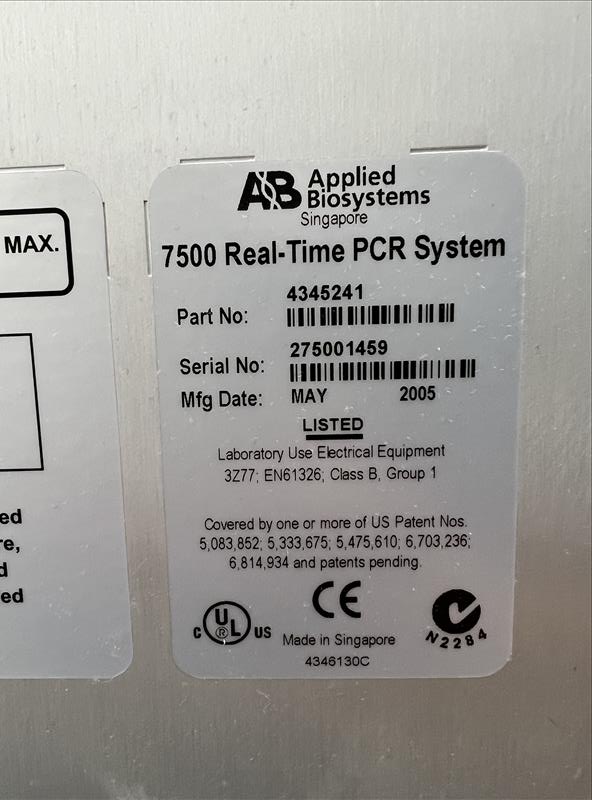 MAX.
ed
re,
d
ed
AB Applied
Biosystems
Singapore
7500 Real-Time PCR System
4345241
Part No:
275001459
Serial No:
Mfg Date: MAY 2005
LISTED
Laboratory Use Electrical Equipment
3Z77; EN61326; Class B, Group 1
Covered by one or more of US Patent Nos.
5,083,852; 5,333,675; 5,475,610; 6,703,236;
6,814,934 and patents pending.
CE
C UL ® US
Made in Singapore
N2284
4346130C